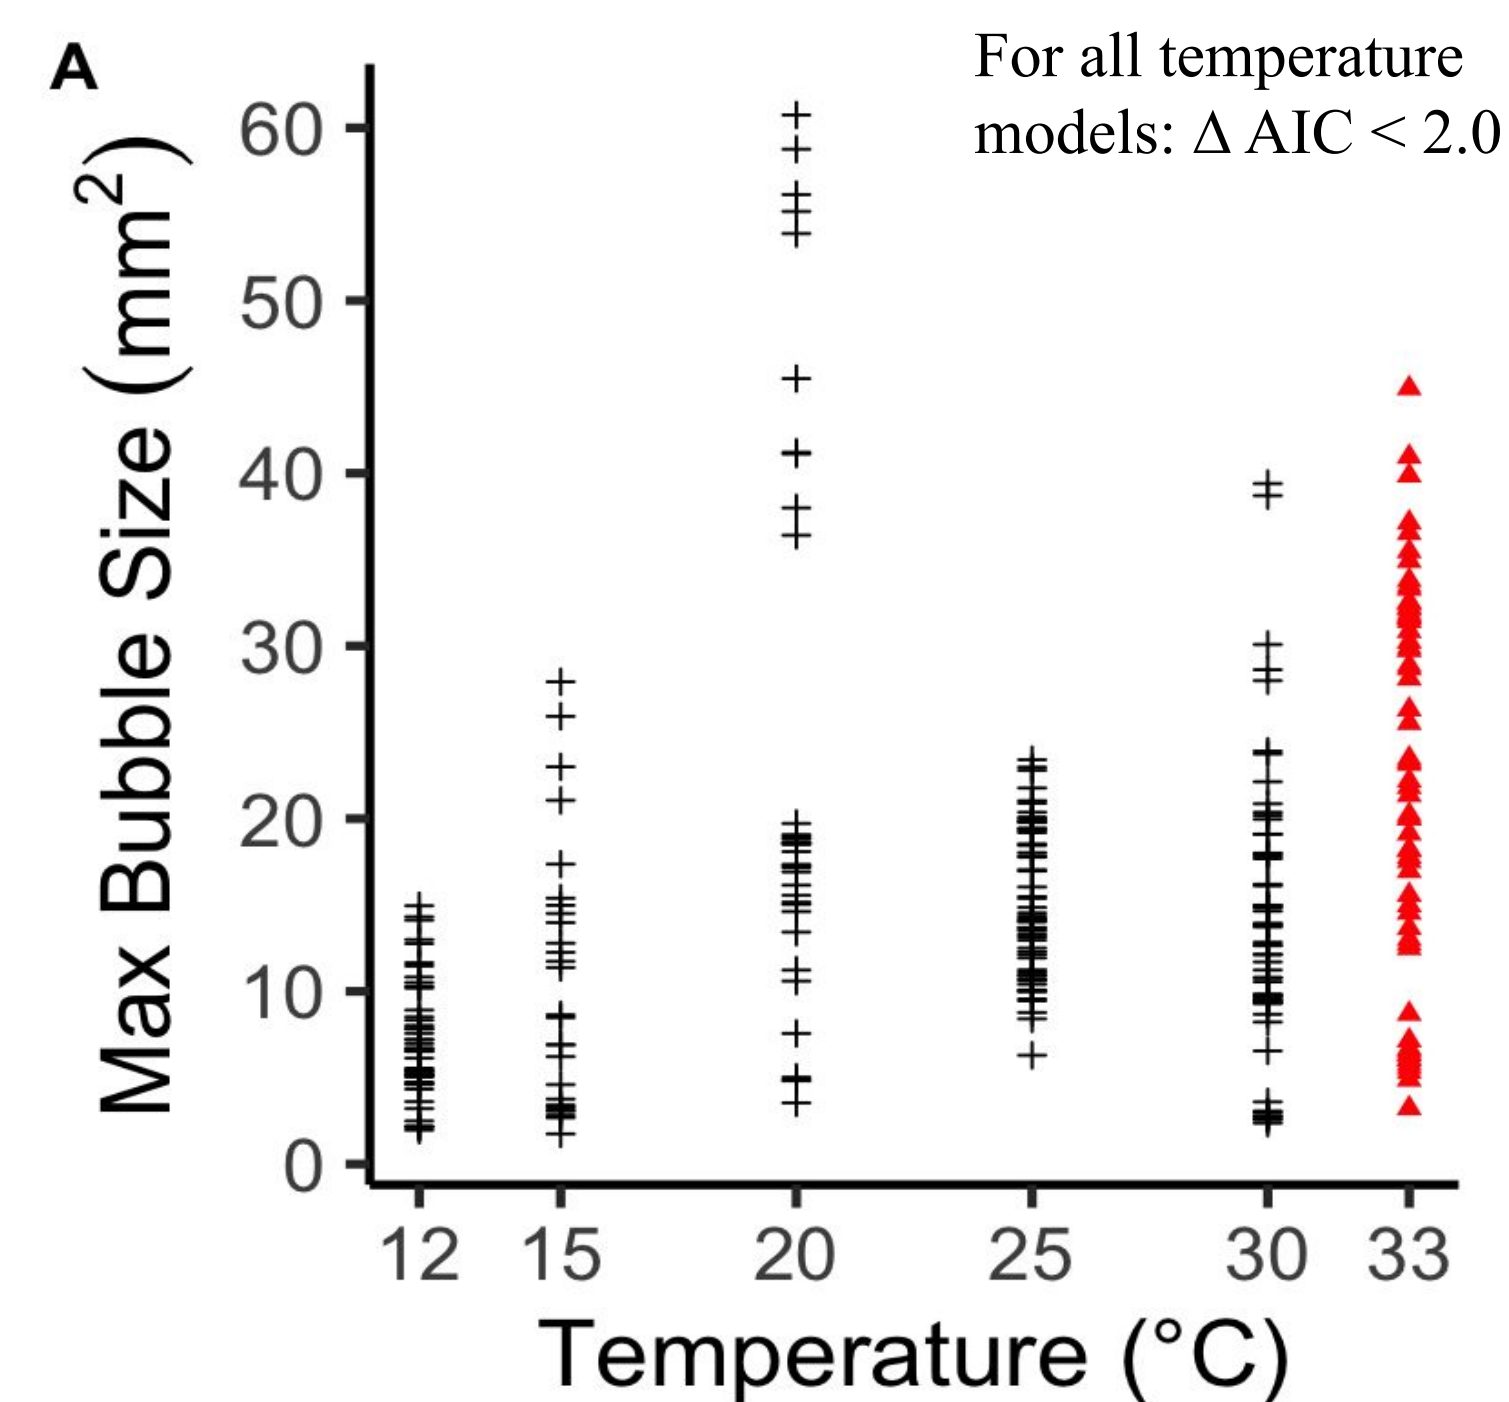 A
For all temperature
models: Δ AIC < 2.0
Max Bubble Size (mm²)
60
50
40
30
20
10
0
12 15 20 25 30 33
Temperature (°C)